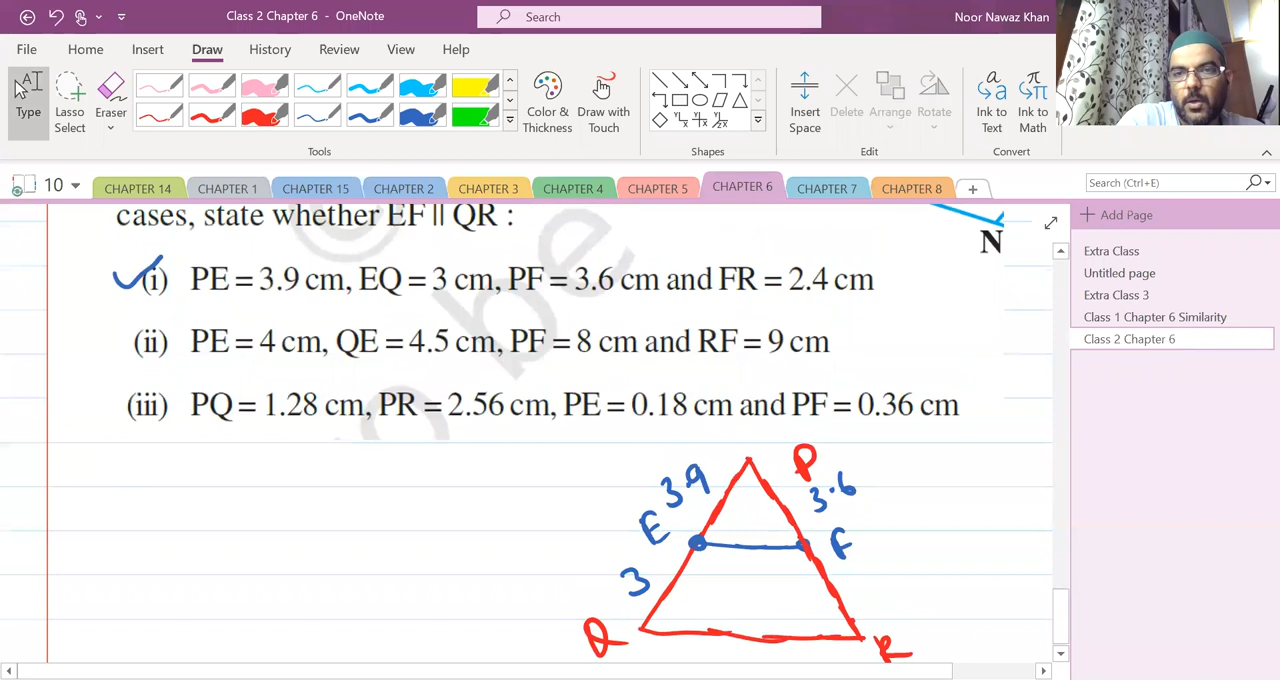 Class 2 Chapter 6 - OneNote
Search
Noor Nawaz Khan
File Home Insert Draw History Review View Help
Type
Lasso Select
Eraser
Color & Thickness
Draw with Touch
Insert Space
Delete
Arrange
Rotate
Ink to Text
Ink to Math
Tools
Shapes
Edit
Convert
10 CHAPTER 14 CHAPTER 1 CHAPTER 15 CHAPTER 2 CHAPTER 3 CHAPTER 4 CHAPTER 5 CHAPTER 6 CHAPTER 7 CHAPTER 8 +
Search (Ctrl+E)
Add Page
Extra Class
Untitled page
Extra Class 3
Class 1 Chapter 6 Similarity
Class 2 Chapter 6
cases, state whether EF || QR :
N
(i) PE = 3.9 cm, EQ = 3 cm, PF = 3.6 cm and FR = 2.4 cm
(ii) PE = 4 cm, QE = 4.5 cm, PF = 8 cm and RF = 9 cm
(iii) PQ = 1.28 cm, PR = 2.56 cm, PE = 0.18 cm and PF = 0.36 cm
P
3.9
3.6
E
F
3
Q
R